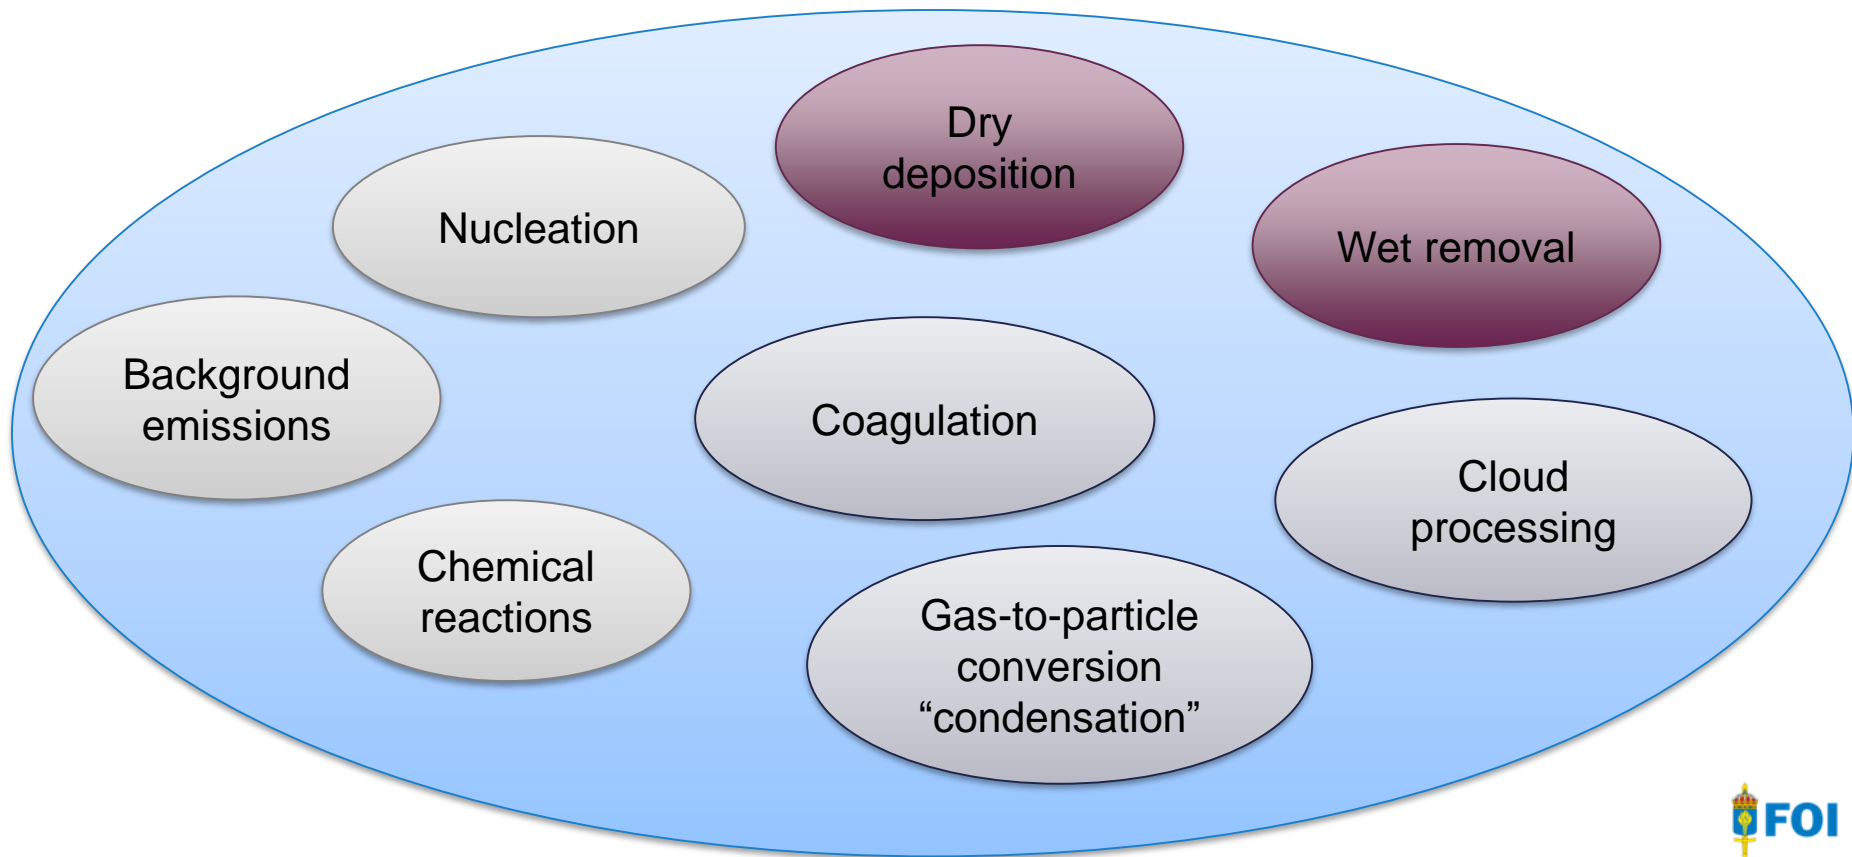 Dry
deposition
Nucleation
Wet removal
Background
emissions
Coagulation
Cloud
processing
Chemical
reactions
Gas-to-particle
conversion
“condensation”
FOI